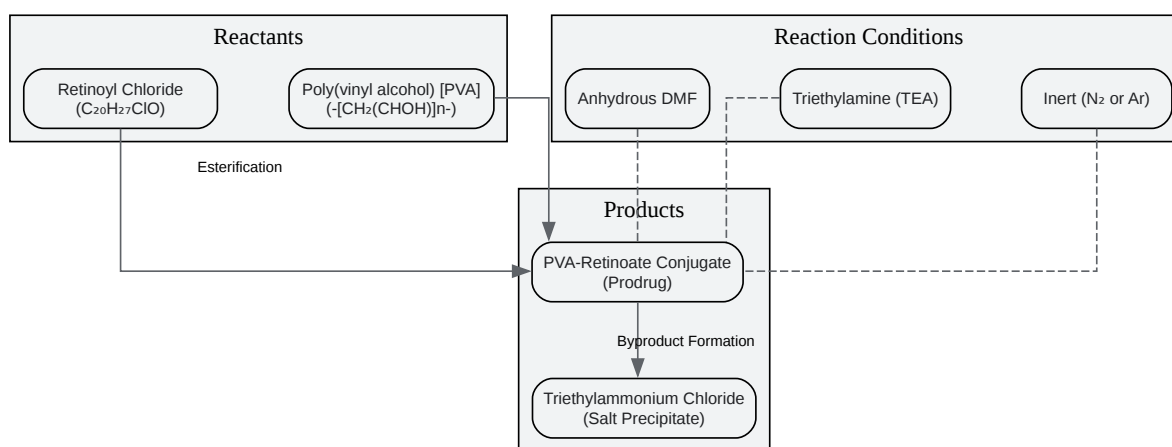 Reactants
Retinoyl Chloride
(C₂₀H₂₇ClO)
Poly(vinyl alcohol) [PVA]
(-[CH₂(CHOH)]n-)
Reaction Conditions
Anhydrous DMF
Triethylamine (TEA)
Inert (N₂ or Ar)
Esterification
Products
PVA-Retinoate Conjugate
(Prodrug)
Byproduct Formation
Triethylammonium Chloride
(Salt Precipitate)